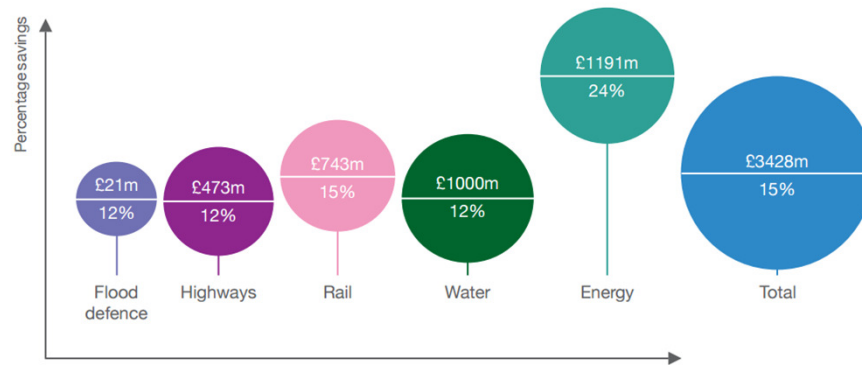 Percentage savings
£21m
12%
£473m
12%
£743m
15%
£1000m
12%
£1191m
24%
£3428m
15%
Flood
defence
Highways
Rail
Water
Energy
Total